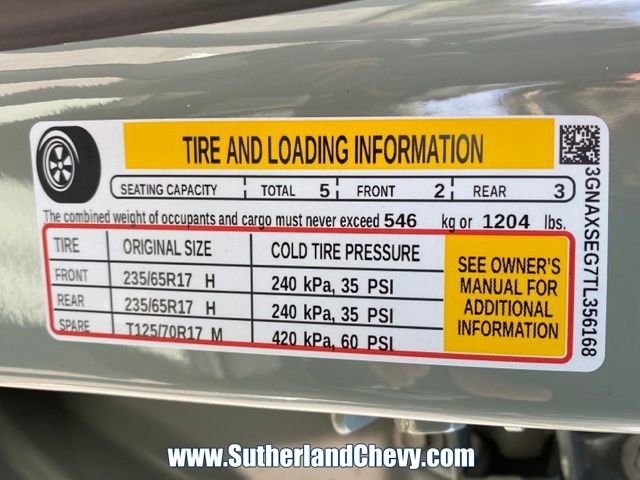 TIRE AND LOADING INFORMATION
SEATING CAPACITY TOTAL 5 FRONT 2 REAR 3
The combined weight of occupants and cargo must never exceed 546 kg or 1204 lbs.
TIRE ORIGINAL SIZE COLD TIRE PRESSURE
FRONT 235/65R17 H 240 kPa, 35 PSI
REAR 235/65R17 H 240 kPa, 35 PSI
SPARE T125/70R17 M 420 kPa, 60 PSI
SEE OWNER'S
MANUAL FOR
ADDITIONAL
INFORMATION
3GNAXSEG7TL356168
www.SutherlandChevy.com